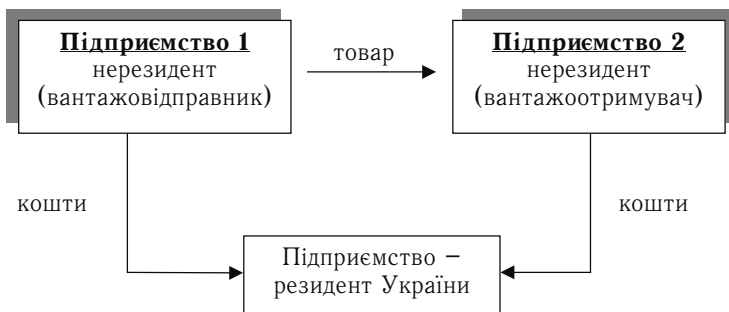 Підприємство 1
нерезидент
(вантажовідправник)
товар
Підприємство 2
нерезидент
(вантажоотримувач)
кошти
кошти
Підприємство –
резидент України